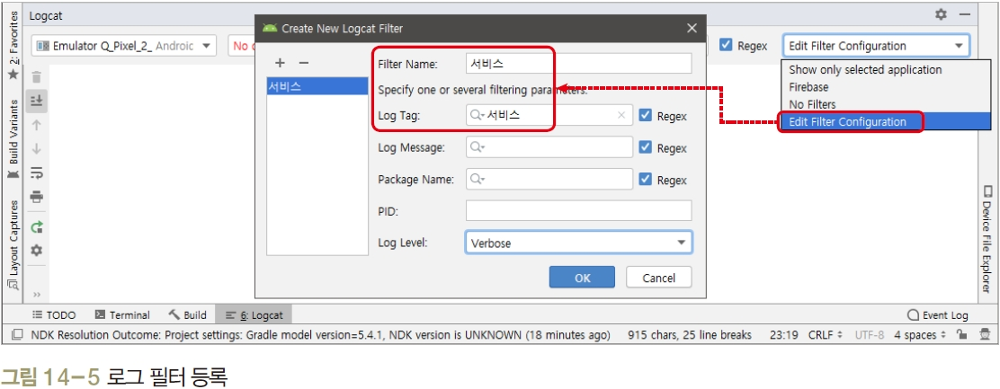 Logcat
Create New Logcat Filter
Emulator Q_Pixel_2_ Androic
No
Regex
Edit Filter Configuration
Show only selected application
Firebase
No Filters
Edit Filter Configuration
서비스
Filter Name:
서비스
Specify one or several filtering parameters:
Log Tag:
서비스
Regex
Log Message:
Regex
Package Name:
Regex
PID:
Log Level:
Verbose
OK
Cancel
2: Favorites
Build Variants
Layout Captures
Device File Explorer
TODO
Terminal
Build
6: Logcat
Event Log
NDK Resolution Outcome: Project settings: Gradle model version=5.4.1, NDK version is UNKNOWN (18 minutes ago)
915 chars, 25 line breaks
23:19
CRLF
UTF-8
4 spaces
그림 14-5 로그 필터 등록